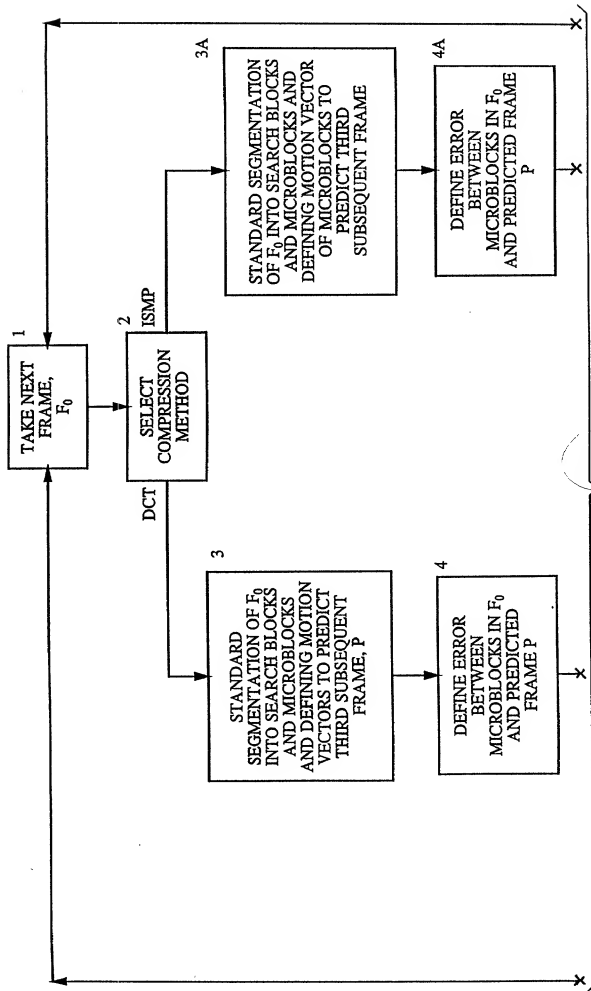 1
TAKE NEXT
FRAME,
F0
2
SELECT
COMPRESSION
METHOD
DCT
ISMP
3
STANDARD
SEGMENTATION OF F0
INTO SEARCH BLOCKS
AND MICROBLOCKS
AND DEFINING MOTION
VECTORS TO PREDICT
THIRD SUBSEQUENT
FRAME, P
4
DEFINE ERROR
BETWEEN
MICROBLOCKS IN F0
AND PREDICTED
FRAME P
3A
STANDARD SEGMENTATION
OF F0 INTO SEARCH BLOCKS
AND MICROBLOCKS AND
DEFINING MOTION VECTOR
OF MICROBLOCKS TO
PREDICT THIRD
SUBSEQUENT FRAME
4A
DEFINE ERROR
BETWEEN
MICROBLOCKS IN F0
AND PREDICTED FRAME
P